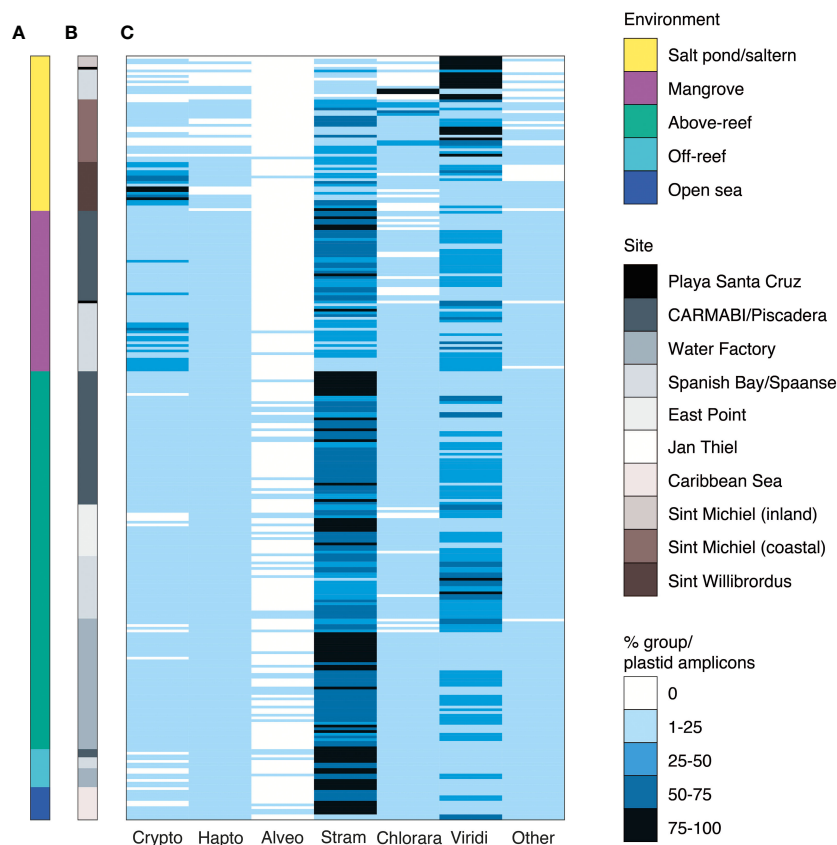 A B C
Crypto Hapto Alveo Stram Chlorara Viridi Other
Environment
Salt pond/saltern
Mangrove
Above-reef
Off-reef
Open sea
Site
Playa Santa Cruz
CARMABI/Piscadera
Water Factory
Spanish Bay/Spaanse
East Point
Jan Thiel
Caribbean Sea
Sint Michiel (inland)
Sint Michiel (coastal)
Sint Willibrordus
% group/
plastid amplicons
0
1-25
25-50
50-75
75-100